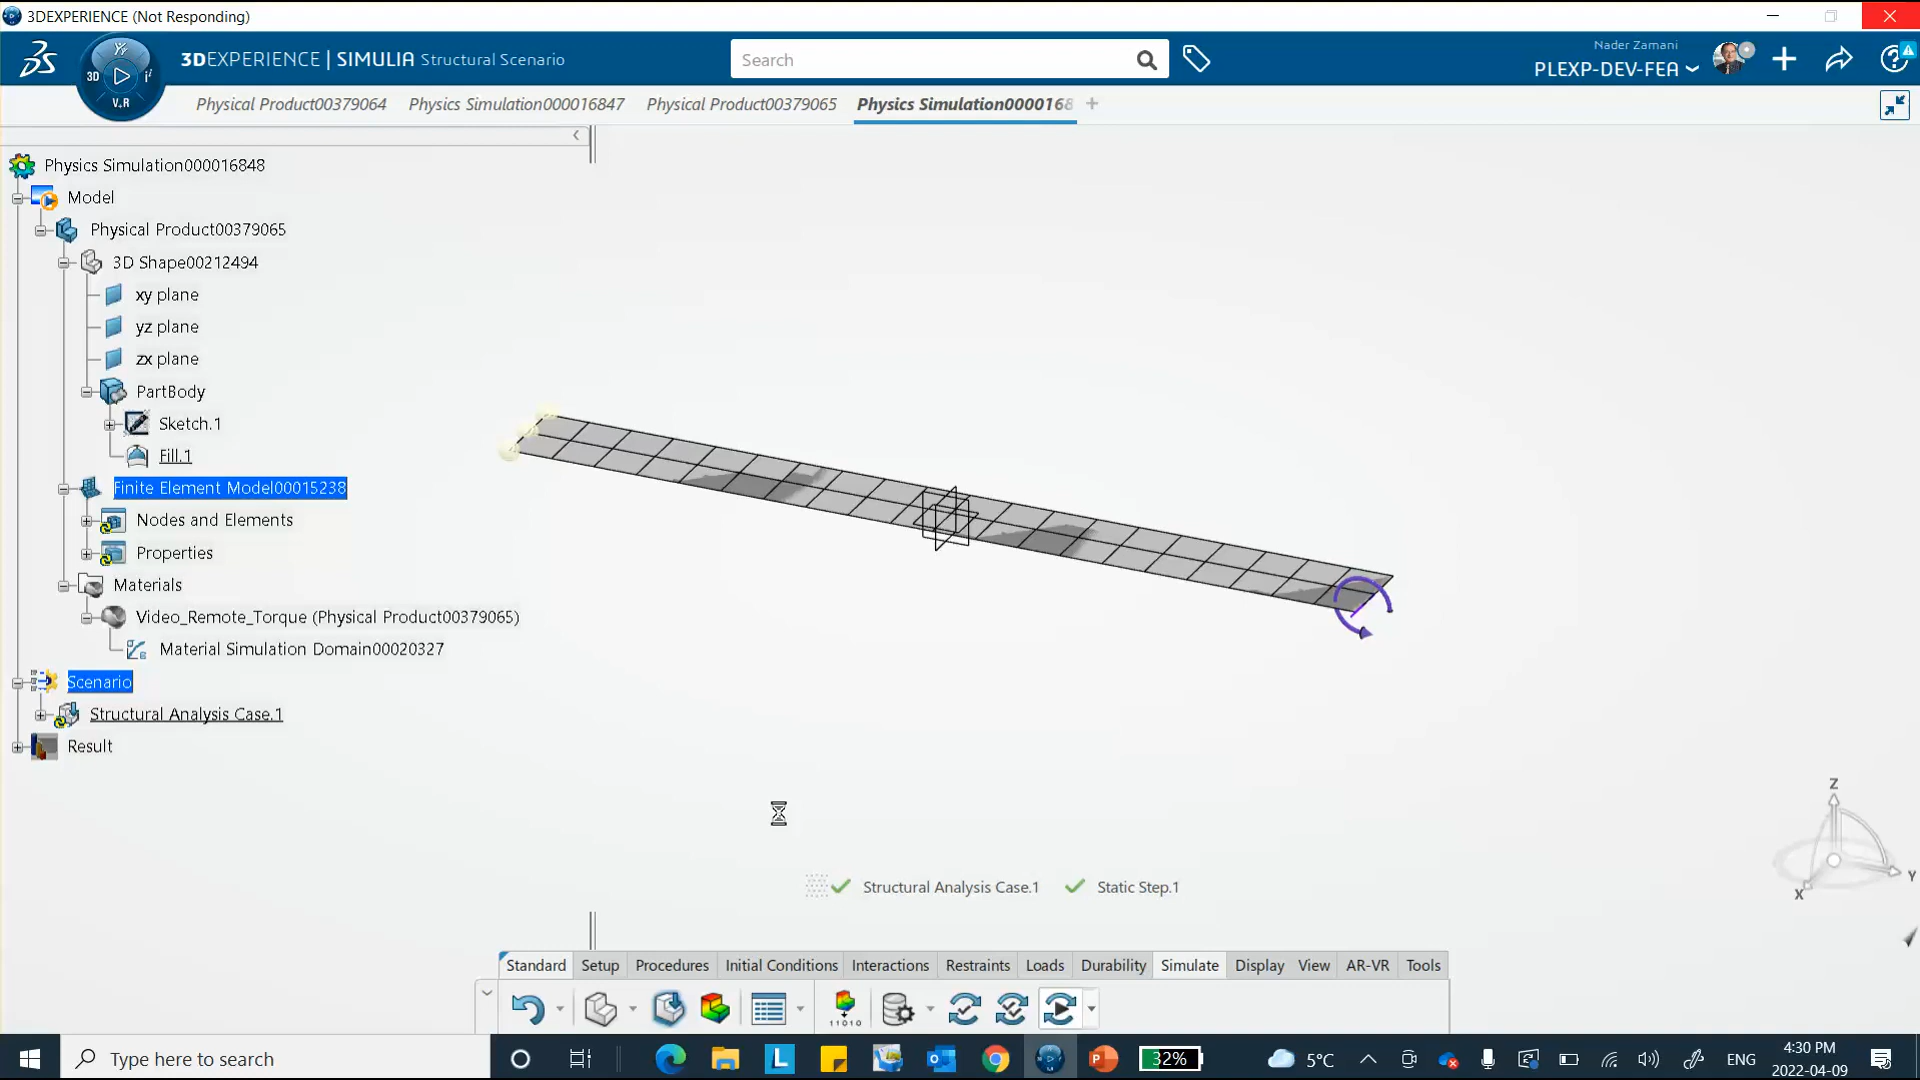 3DEXPERIENCE (Not Responding)
3DEXPERIENCE | SIMULIA Structural Scenario
Search
Nader Zamani
PLEXP-DEV-FEA
3D
V.R
Physical Product00379064
Physics Simulation000016847
Physical Product00379065
Physics Simulation0000168
Physics Simulation000016848
Model
Physical Product00379065
3D Shape00212494
xy plane
yz plane
zx plane
PartBody
Sketch.1
Fill.1
Finite Element Model00015238
Nodes and Elements
Properties
Materials
Video_Remote_Torque (Physical Product00379065)
Material Simulation Domain00020327
Scenario
Structural Analysis Case.1
Result
Z
Y
X
Structural Analysis Case.1
Static Step.1
Standard Setup Procedures Initial Conditions Interactions Restraints Loads Durability Simulate Display View AR-VR Tools
11010
Type here to search
L
32%
5°C
ENG
4:30 PM
2022-04-09